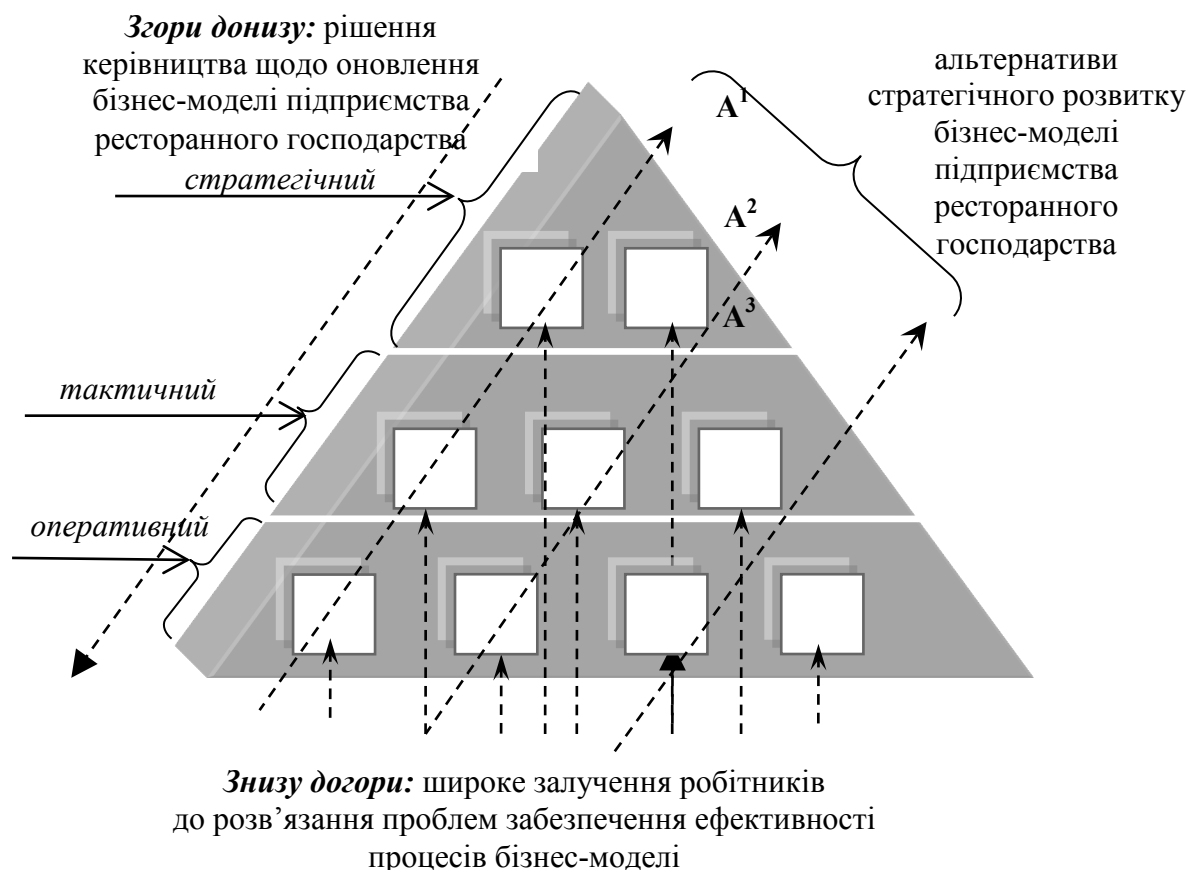 Згори донизу: рішення
керівництва щодо оновлення
бізнес-моделі підприємства
ресторанного господарства
стратегічний
тактичний
оперативний
A1
A2
A3
альтернативи
стратегічного розвитку
бізнес-моделі
підприємства
ресторанного
господарства
Знизу догори: широке залучення робітників
до розв’язання проблем забезпечення ефективності
процесів бізнес-моделі